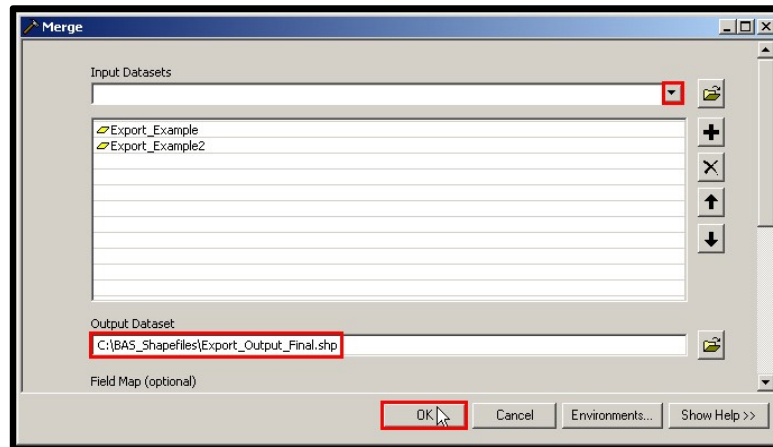 Merge
Input Datasets
Export_Example
Export_Example2
Output Dataset
C:\BAS_Shapefiles\Export_Output_Final.shp
Field Map (optional)
OK Cancel Environments... Show Help >>